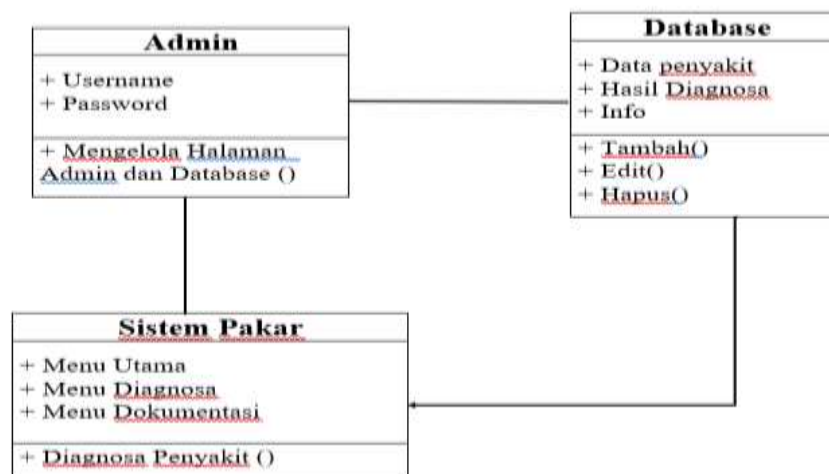 Admin
+ Username
+ Password
+ Mengelola Halaman
Admin dan Database ()
Database
+ Data penyakit
+ Hasil Diagnosa
+ Info
+ Tambah()
+ Edit()
+ Hapus()
Sistem Pakar
+ Menu Utama
+ Menu Diagnosa
+ Menu Dokumentasi
+ Diagnosa Penyakit ()